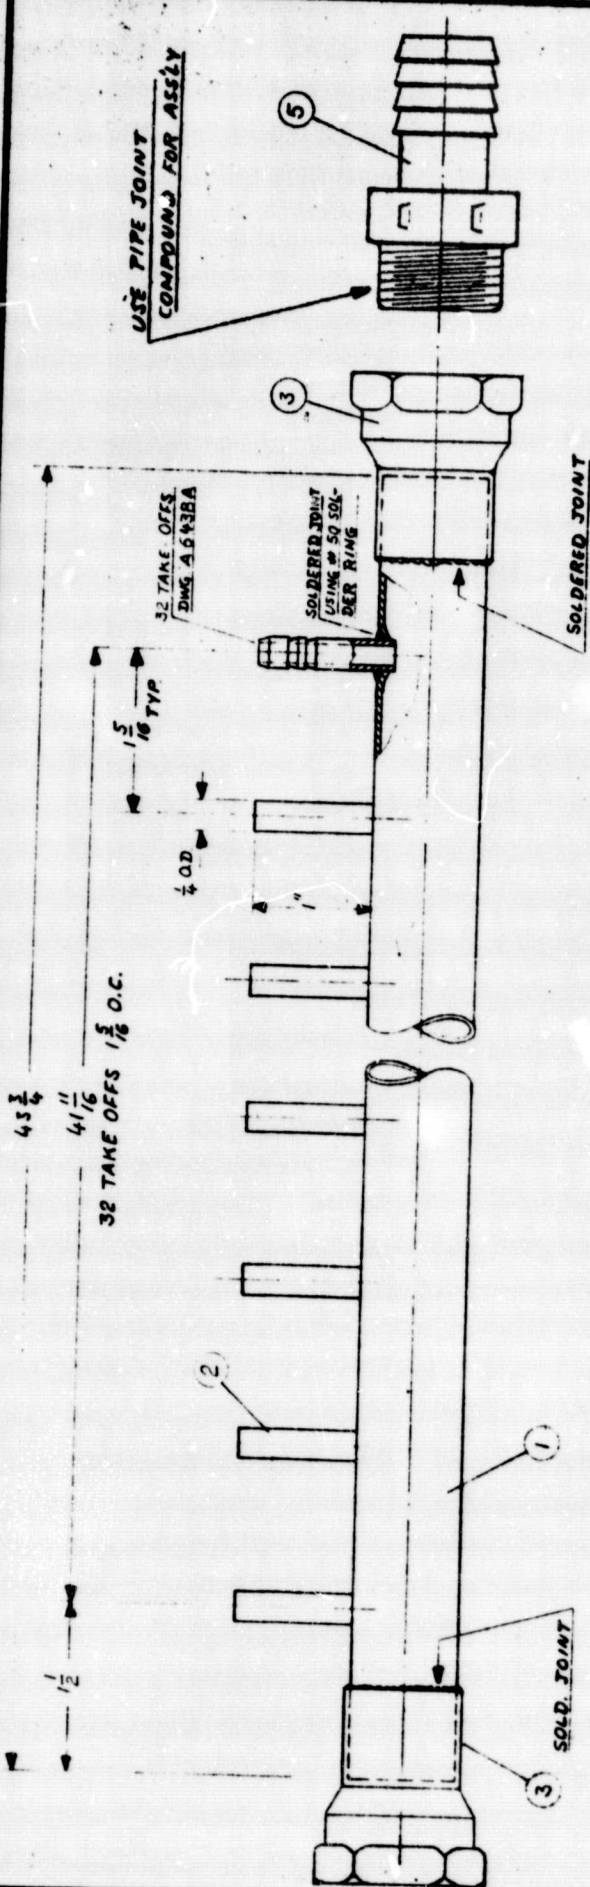 USE PIPE JOINT
COMPOUND FOR ASS'LY
5
3
43 3/4
41 11/16
32 TAKE OFFS 1 5/16 O.C.
32 TAKE OFFS
DWG A6438A
1 5/16 TYP.
SOLDERED JOINT
USING # 50 SOL-
DER RING
1/4 O.D
1"
SOLDERED JOINT
2
1
1 1/2
SOLD. JOINT
3